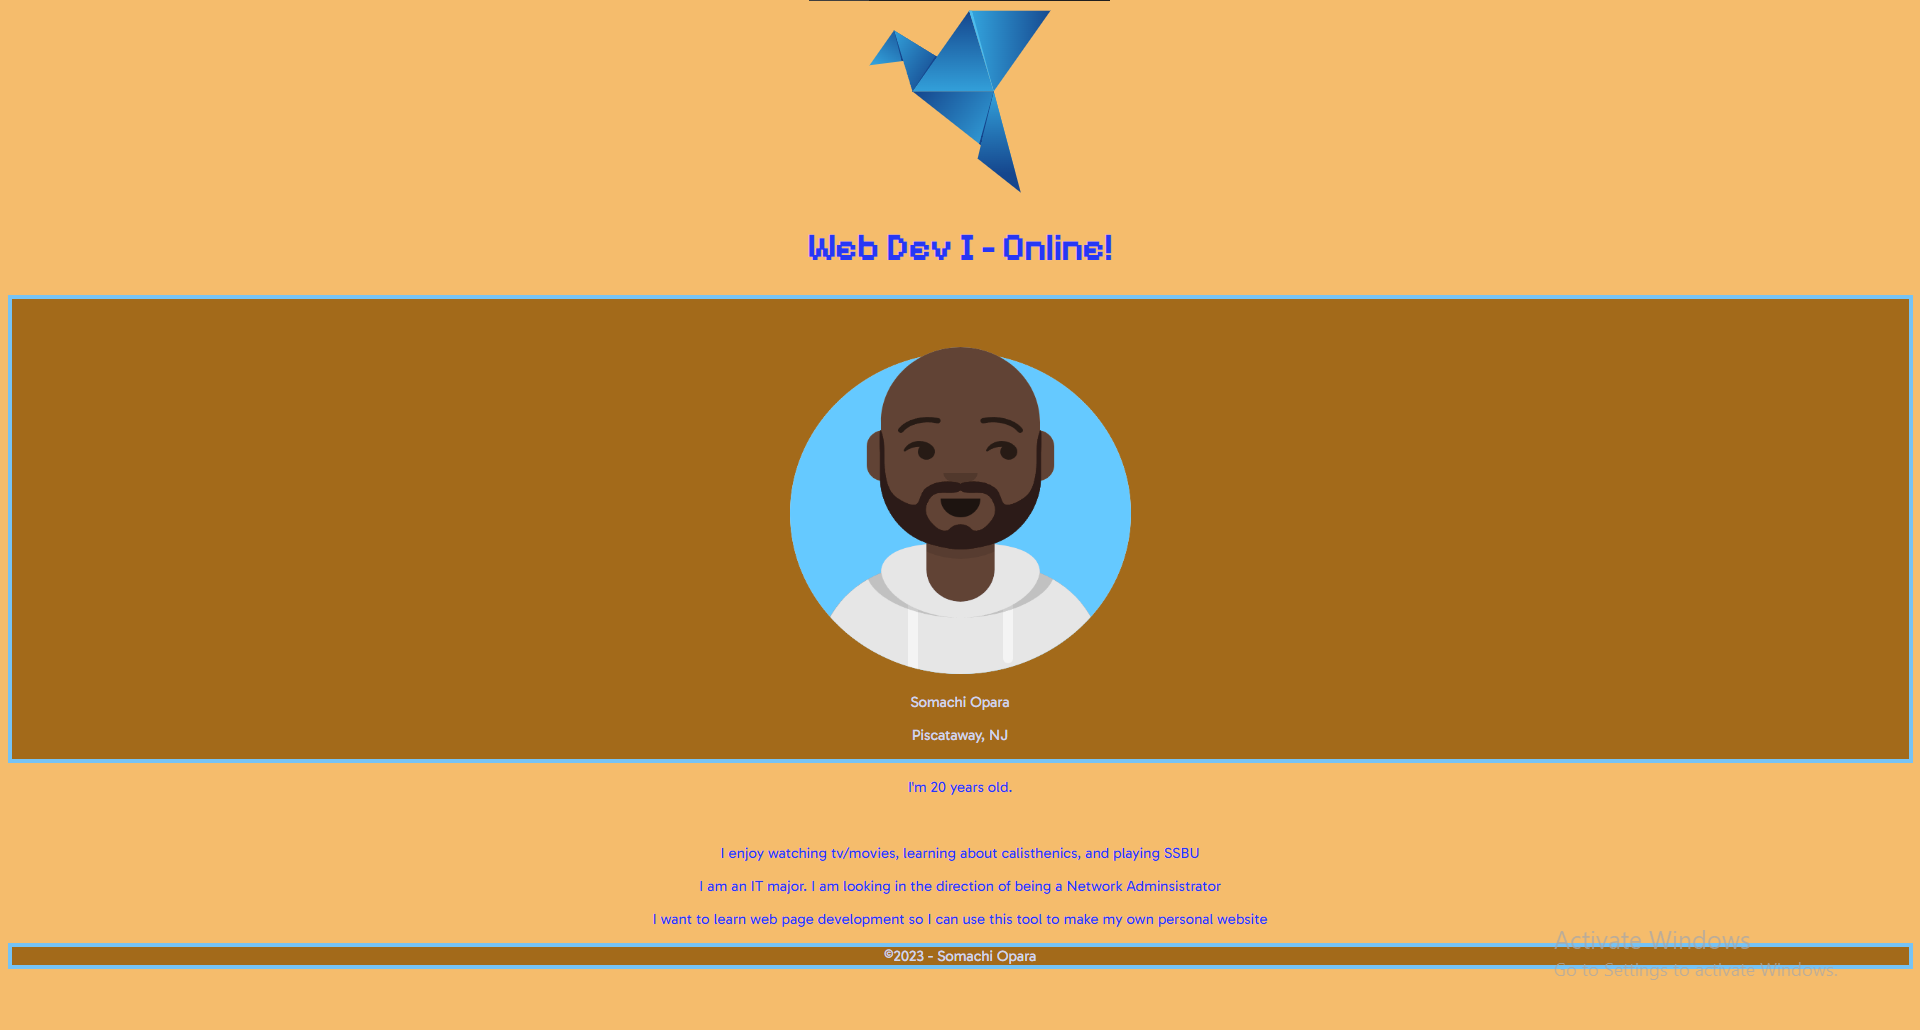 Web Dev I - Online!
Somachi Opara
Piscataway, NJ
I'm 20 years old.
I enjoy watching tv/movies, learning about calisthenics, and playing SSBU
I am an IT major. I am looking in the direction of being a Network Adminsistrator
I want to learn web page development so I can use this tool to make my own personal website
©2023 - Somachi Opara
Activate Windows
Go to Settings to activate Windows.